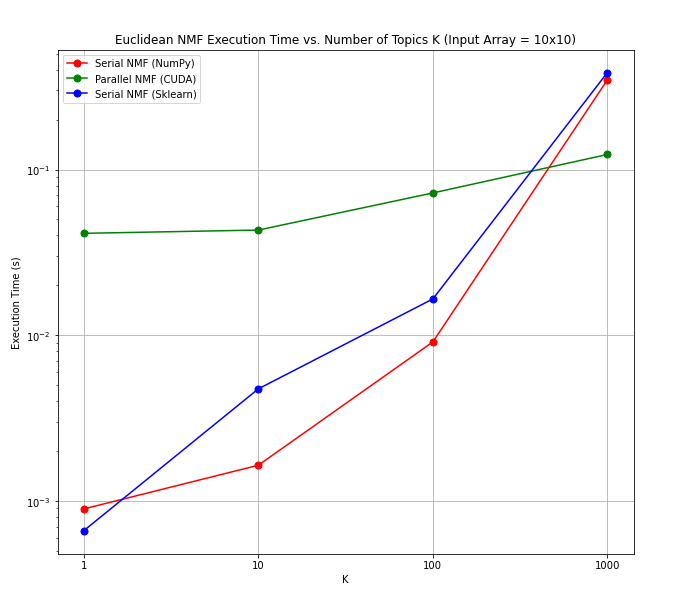 Euclidean NMF Execution Time vs. Number of Topics K (Input Array = 10x10)
Serial NMF (NumPy)
Parallel NMF (CUDA)
Serial NMF (Sklearn)
Execution Time (s)
10⁻¹
10⁻²
10⁻³
1 10 100 1000
K